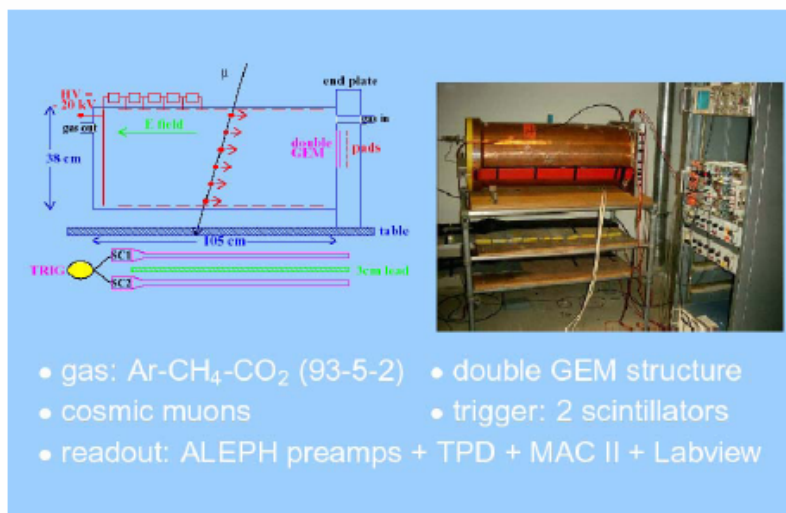 μ
end plate
HV =
- 20 kV
gas in
gas out
E field
double
GEM
pads
38 cm
table
105 cm
SC1
TRIG
3cm lead
SC2
• gas: Ar-CH₄-CO₂ (93-5-2) • double GEM structure
• cosmic muons • trigger: 2 scintillators
• readout: ALEPH preamps + TPD + MAC II + Labview